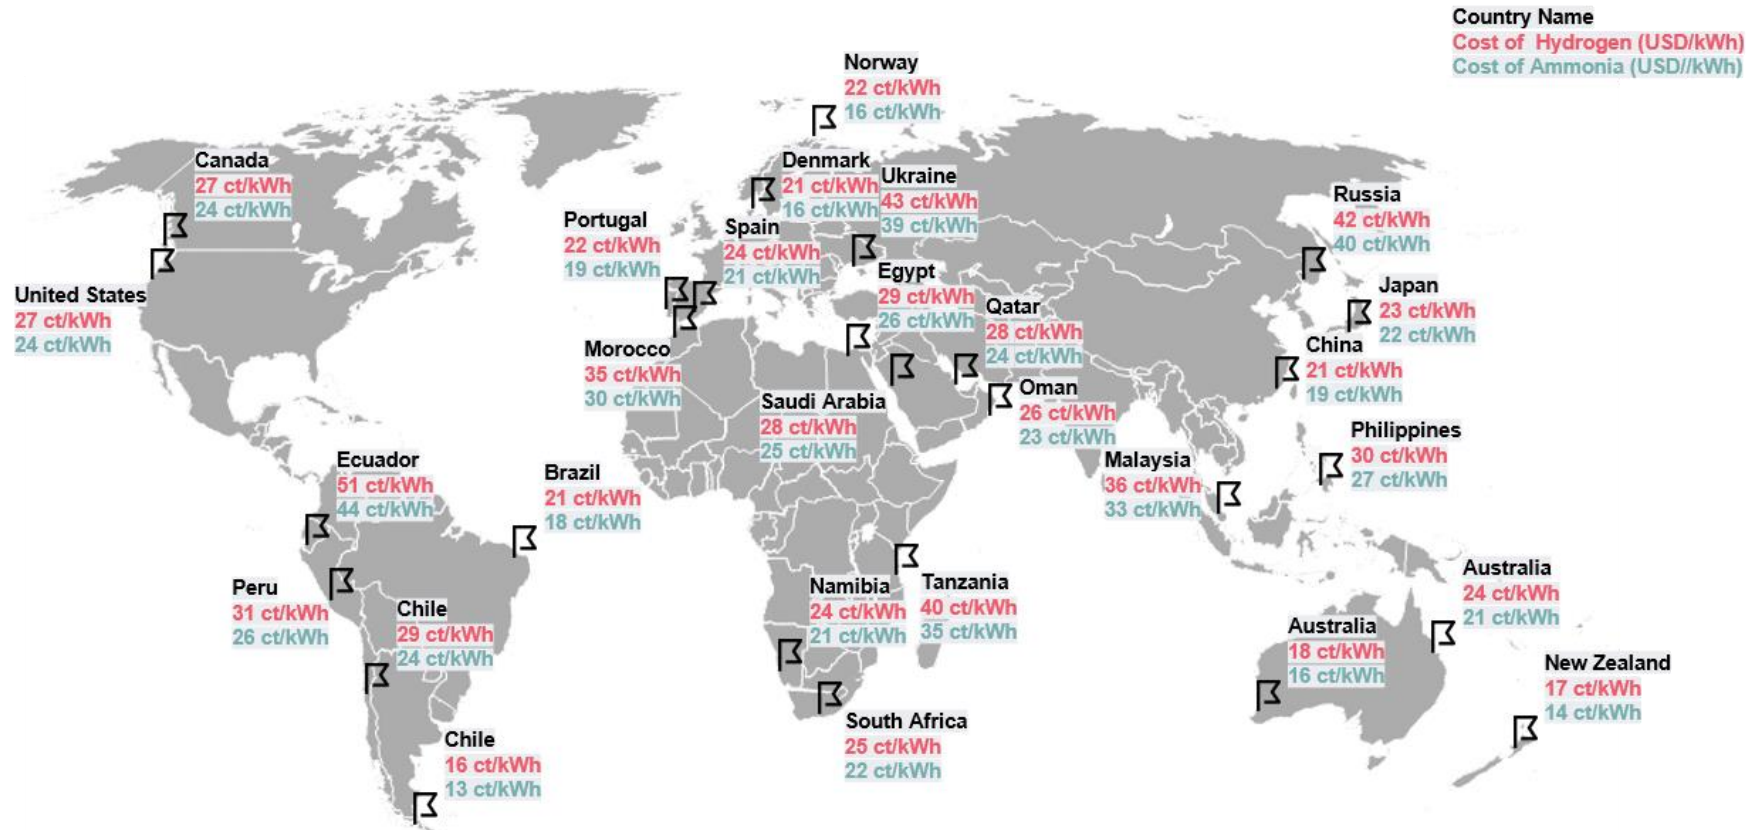 Country Name
Cost of Hydrogen (USD/kWh)
Cost of Ammonia (USD//kWh)
Norway
22 ct/kWh
16 ct/kWh
Canada
27 ct/kWh
24 ct/kWh
Denmark
21 ct/kWh
16 ct/kWh
Ukraine
43 ct/kWh
39 ct/kWh
Russia
42 ct/kWh
40 ct/kWh
Portugal
22 ct/kWh
19 ct/kWh
Spain
24 ct/kWh
21 ct/kWh
Egypt
29 ct/kWh
26 ct/kWh
United States
27 ct/kWh
24 ct/kWh
Qatar
28 ct/kWh
24 ct/kWh
Japan
23 ct/kWh
22 ct/kWh
Morocco
35 ct/kWh
30 ct/kWh
China
21 ct/kWh
19 ct/kWh
Saudi Arabia
28 ct/kWh
25 ct/kWh
Oman
26 ct/kWh
23 ct/kWh
Philippines
30 ct/kWh
27 ct/kWh
Ecuador
51 ct/kWh
44 ct/kWh
Brazil
21 ct/kWh
18 ct/kWh
Malaysia
36 ct/kWh
33 ct/kWh
Peru
31 ct/kWh
26 ct/kWh
Chile
29 ct/kWh
24 ct/kWh
Namibia
24 ct/kWh
21 ct/kWh
Tanzania
40 ct/kWh
35 ct/kWh
Australia
24 ct/kWh
21 ct/kWh
Australia
18 ct/kWh
16 ct/kWh
New Zealand
17 ct/kWh
14 ct/kWh
South Africa
25 ct/kWh
22 ct/kWh
Chile
16 ct/kWh
13 ct/kWh